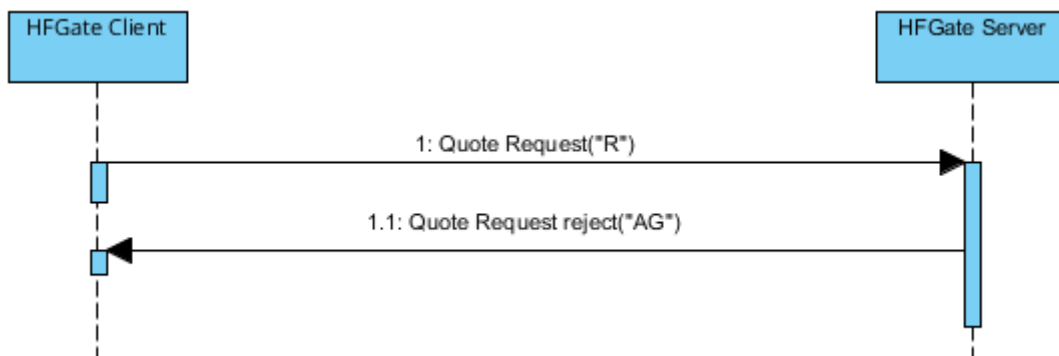 HFGate Client
HFGate Server
1: Quote Request("R")
1.1: Quote Request reject("AG")